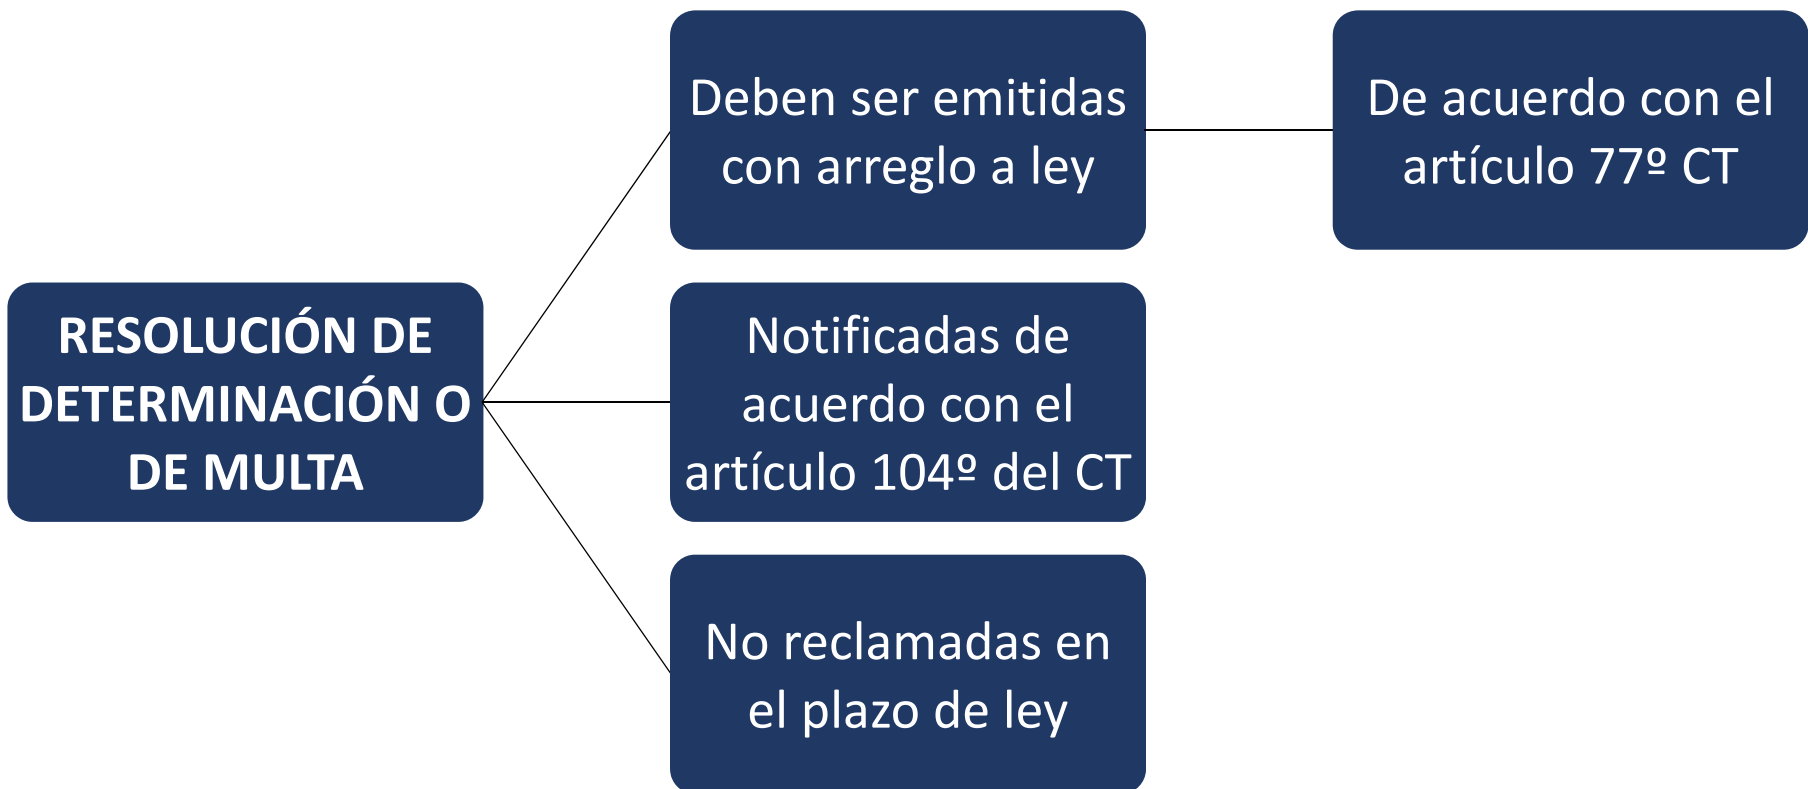 RESOLUCIÓN DE
DETERMINACIÓN O
DE MULTA
Deben ser emitidas
con arreglo a ley
De acuerdo con el
artículo 77º CT
Notificadas de
acuerdo con el
artículo 104º del CT
No reclamadas en
el plazo de ley